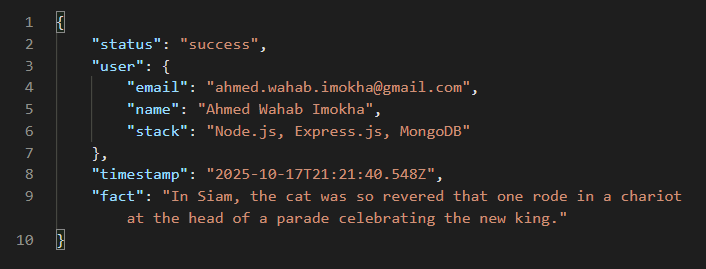 1 {
2 "status": "success",
3 "user": {
4 "email": "ahmed.wahab.imokha@gmail.com",
5 "name": "Ahmed Wahab Imokha",
6 "stack": "Node.js, Express.js, MongoDB"
7 },
8 "timestamp": "2025-10-17T21:21:40.548Z",
9 "fact": "In Siam, the cat was so revered that one rode in a chariot
at the head of a parade celebrating the new king."
10 }